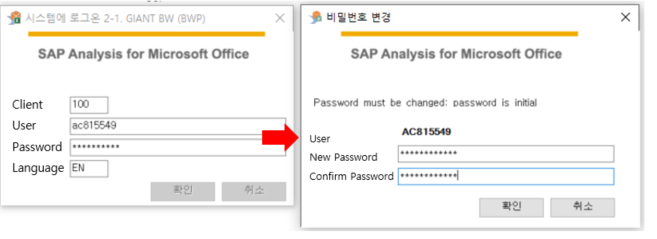 시스템에 로그온 2-1. GIANT BW (BWP)
SAP Analysis for Microsoft Office
Client 100
User ac815549
Password **********
Language EN
확인 취소
비밀번호 변경
SAP Analysis for Microsoft Office
Password must be changed: password is initial
User AC815549
New Password ************
Confirm Password ************
확인 취소